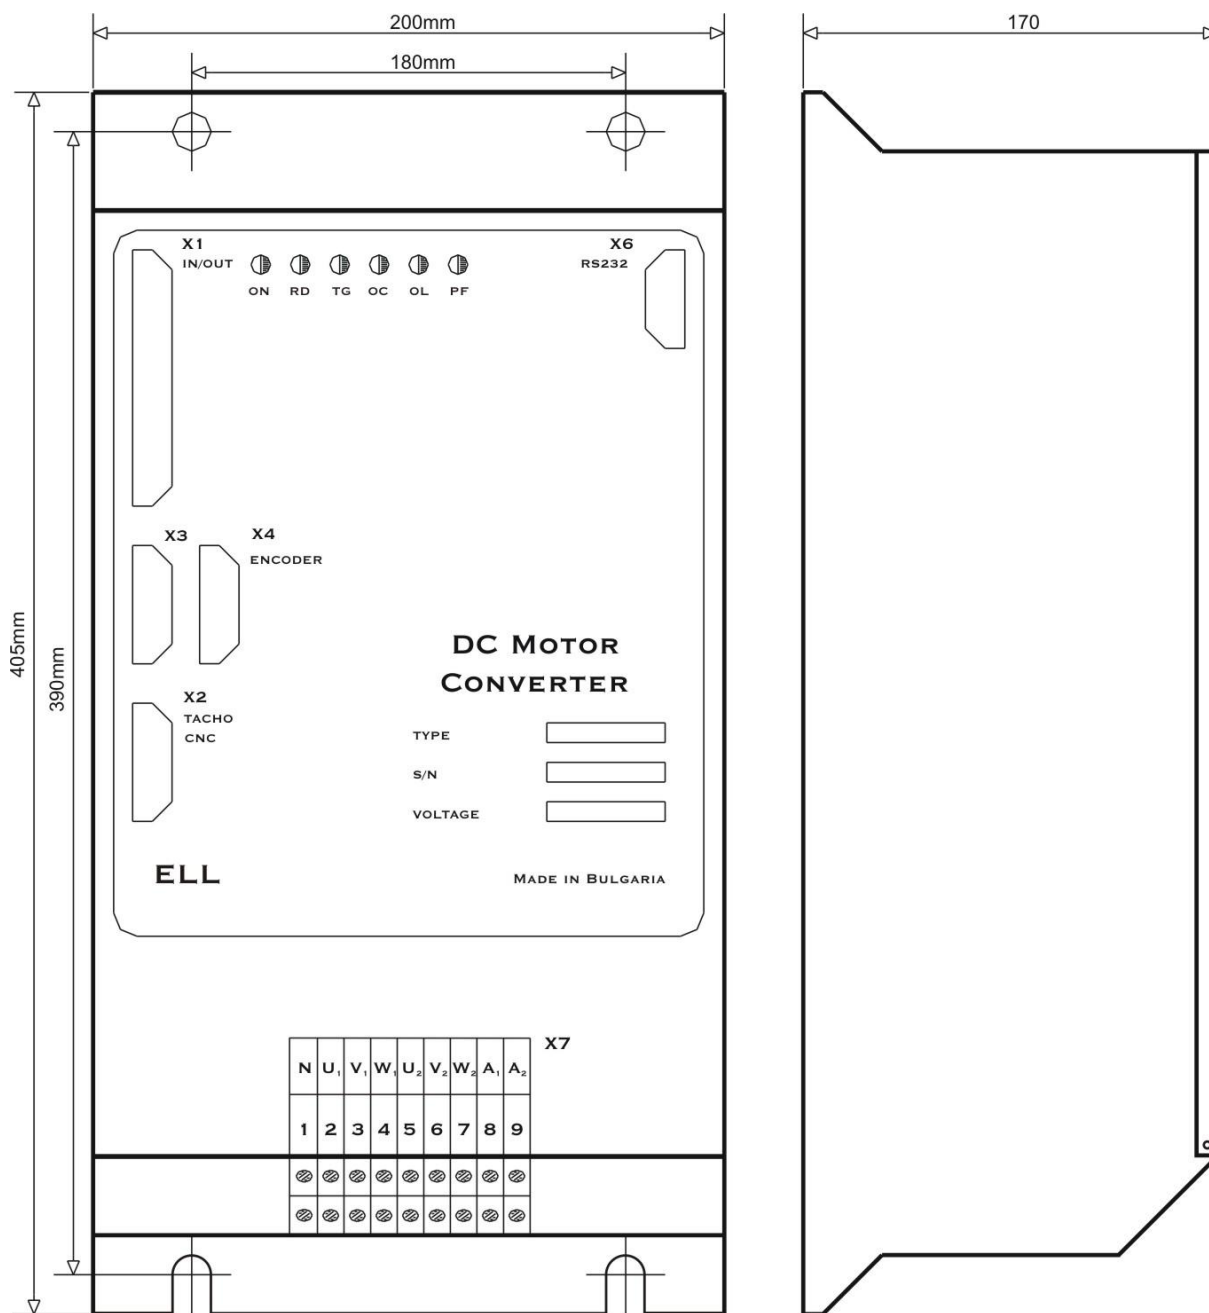 200mm
170
180mm
X1
IN/OUT
ON RD TG OC OL PF
X6
RS232
X3
X4
ENCODER
405mm
390mm
DC MOTOR
CONVERTER
X2
TACHO
CNC
TYPE
S/N
VOLTAGE
ELL
MADE IN BULGARIA
X7
N U₁ V₁ W₁ U₂ V₂ W₂ A₁ A₂
1 2 3 4 5 6 7 8 9